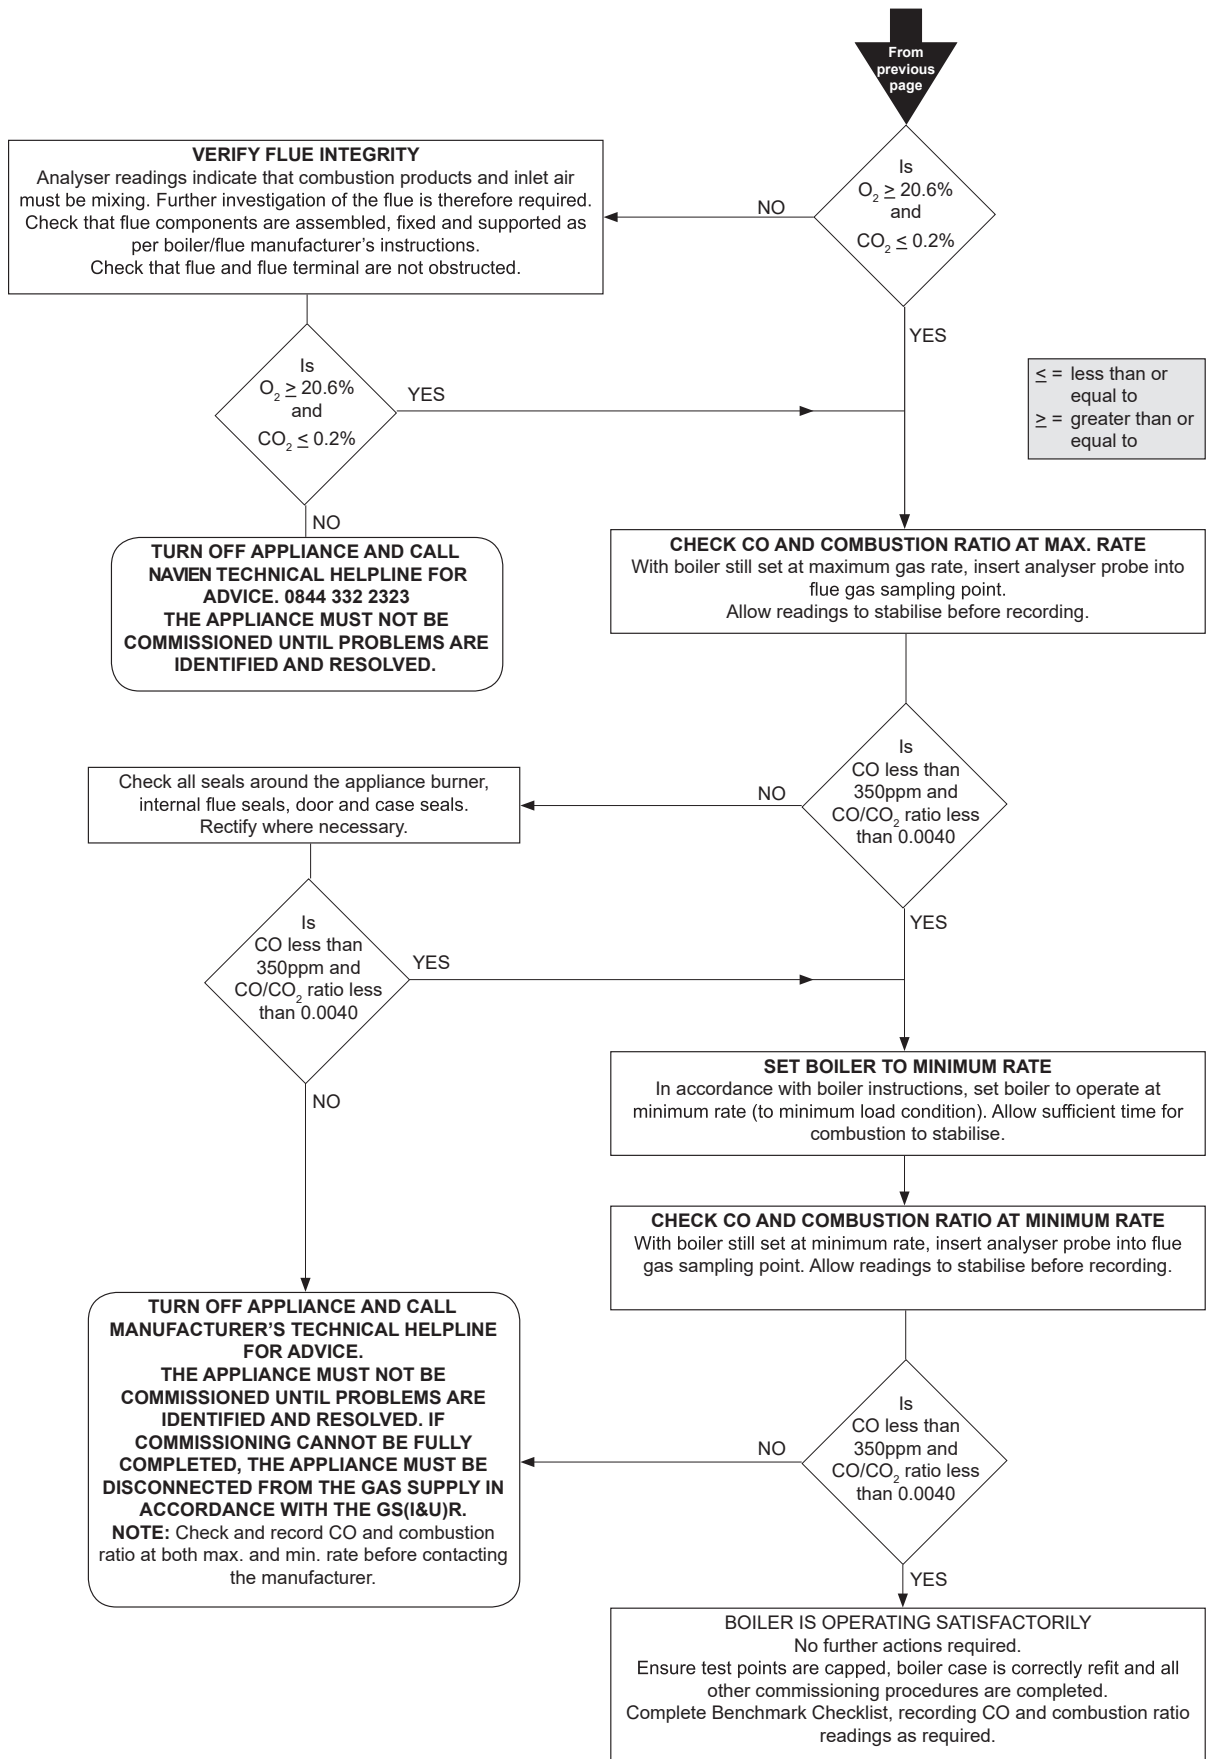 From
previous
page
Is
O₂ ≥ 20.6%
and
CO₂ ≤ 0.2%
NO
YES
VERIFY FLUE INTEGRITY
Analyser readings indicate that combustion products and inlet air
must be mixing. Further investigation of the flue is therefore required.
Check that flue components are assembled, fixed and supported as
per boiler/flue manufacturer’s instructions.
Check that flue and flue terminal are not obstructed.
Is
O₂ ≥ 20.6%
and
CO₂ ≤ 0.2%
YES
NO
≤ = less than or
equal to
≥ = greater than or
equal to
TURN OFF APPLIANCE AND CALL
NAVIEN TECHNICAL HELPLINE FOR
ADVICE. 0844 332 2323
THE APPLIANCE MUST NOT BE
COMMISSIONED UNTIL PROBLEMS ARE
IDENTIFIED AND RESOLVED.
CHECK CO AND COMBUSTION RATIO AT MAX. RATE
With boiler still set at maximum gas rate, insert analyser probe into
flue gas sampling point.
Allow readings to stabilise before recording.
Is
CO less than
350ppm and
CO/CO₂ ratio less
than 0.0040
NO
YES
Check all seals around the appliance burner,
internal flue seals, door and case seals.
Rectify where necessary.
Is
CO less than
350ppm and
CO/CO₂ ratio less
than 0.0040
YES
NO
SET BOILER TO MINIMUM RATE
In accordance with boiler instructions, set boiler to operate at
minimum rate (to minimum load condition). Allow sufficient time for
combustion to stabilise.
CHECK CO AND COMBUSTION RATIO AT MINIMUM RATE
With boiler still set at minimum rate, insert analyser probe into flue
gas sampling point. Allow readings to stabilise before recording.
TURN OFF APPLIANCE AND CALL
MANUFACTURER’S TECHNICAL HELPLINE
FOR ADVICE.
THE APPLIANCE MUST NOT BE
COMMISSIONED UNTIL PROBLEMS ARE
IDENTIFIED AND RESOLVED. IF
COMMISSIONING CANNOT BE FULLY
COMPLETED, THE APPLIANCE MUST BE
DISCONNECTED FROM THE GAS SUPPLY IN
ACCORDANCE WITH THE GS(I&U)R.
NOTE: Check and record CO and combustion
ratio at both max. and min. rate before contacting
the manufacturer.
Is
CO less than
350ppm and
CO/CO₂ ratio less
than 0.0040
NO
YES
BOILER IS OPERATING SATISFACTORILY
No further actions required.
Ensure test points are capped, boiler case is correctly refit and all
other commissioning procedures are completed.
Complete Benchmark Checklist, recording CO and combustion ratio
readings as required.